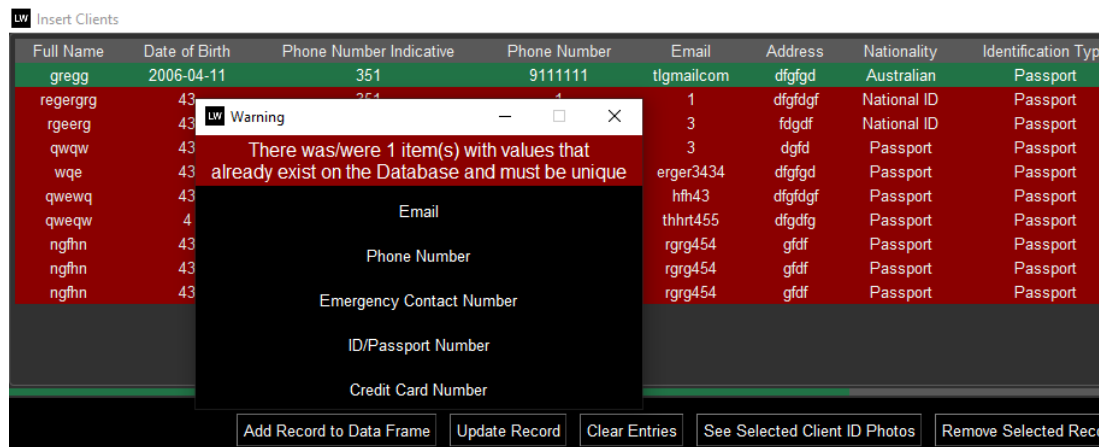 LW Insert Clients
Full Name Date of Birth Phone Number Indicative Phone Number Email Address Nationality Identification Typ
gregg 2006-04-11 351 9111111 tlgmailcom dfgfgd Australian Passport
regergrg 43 351 1 1 dfgfdgf National ID Passport
rgeerg 43 3 fdgdf National ID Passport
qwqw 43 3 dgfd Passport Passport
wqe 43 erger3434 dfgfgd Passport Passport
qwewq 43 hfh43 dfgfdgf Passport Passport
qweqw 4 thhrt455 dfgdfg Passport Passport
ngfhn 43 rgrg454 gfdf Passport Passport
ngfhn 43 rgrg454 gfdf Passport Passport
ngfhn 43 rgrg454 gfdf Passport Passport
LW Warning
There was/were 1 item(s) with values that
already exist on the Database and must be unique
Email
Phone Number
Emergency Contact Number
ID/Passport Number
Credit Card Number
Add Record to Data Frame Update Record Clear Entries See Selected Client ID Photos Remove Selected Reco